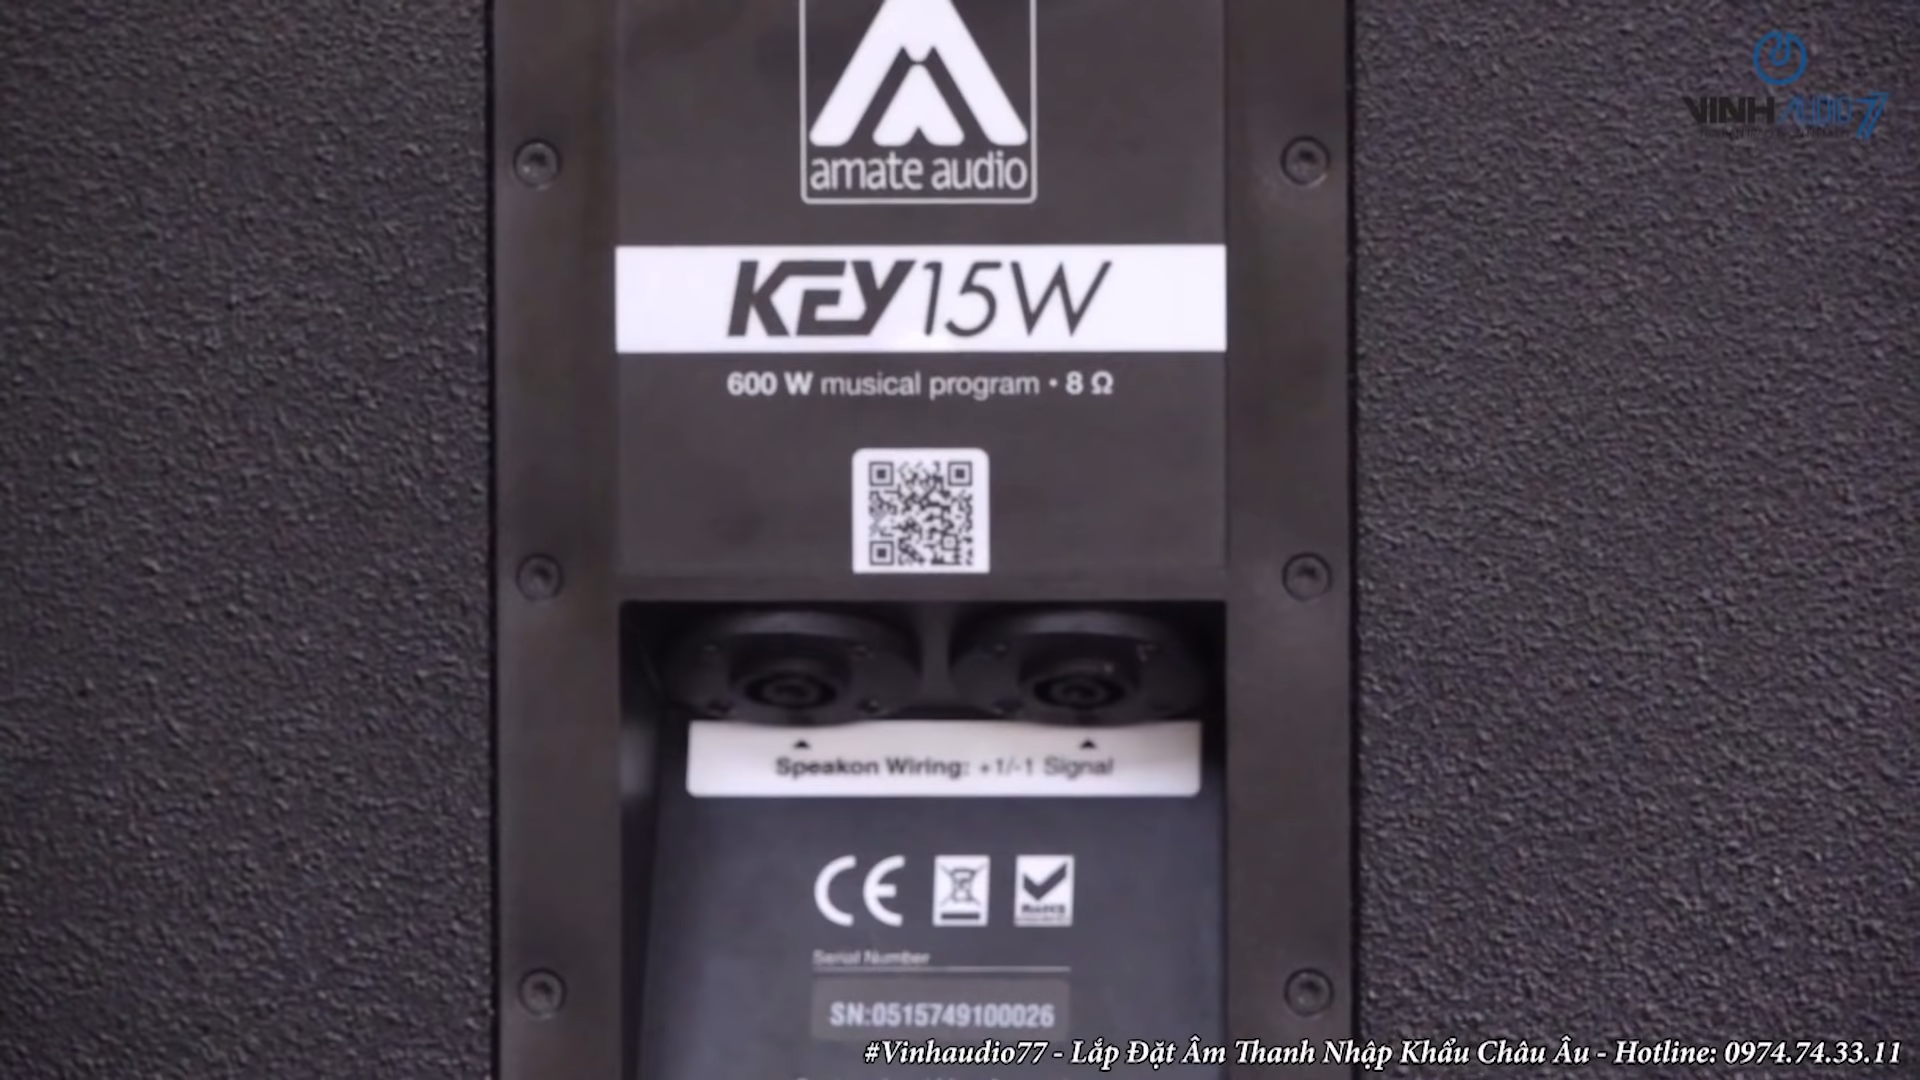 VINH AUDIO 77
amate audio
KEY15W
600 W musical program • 8 Ω
Speakon Wiring: +1/-1 Signal
CE
RoHS
Serial Number
SN:0515749100026
#Vinhaudio77 - Lắp Đặt Âm Thanh Nhập Khẩu Châu Âu - Hotline: 0974.74.33.11